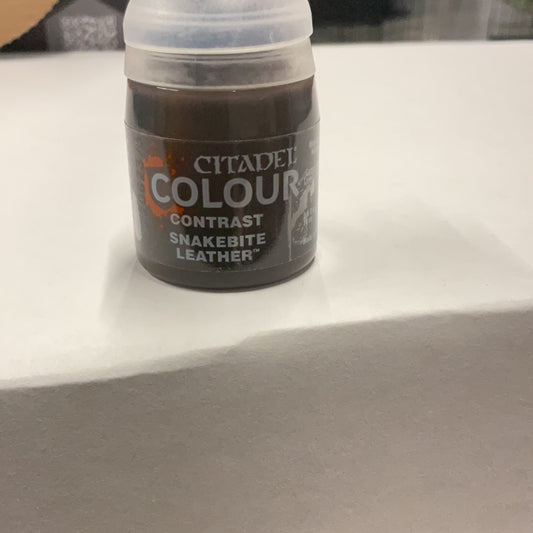 CITADEL
COLOUR
CONTRAST
SNAKEBITE
LEATHER™